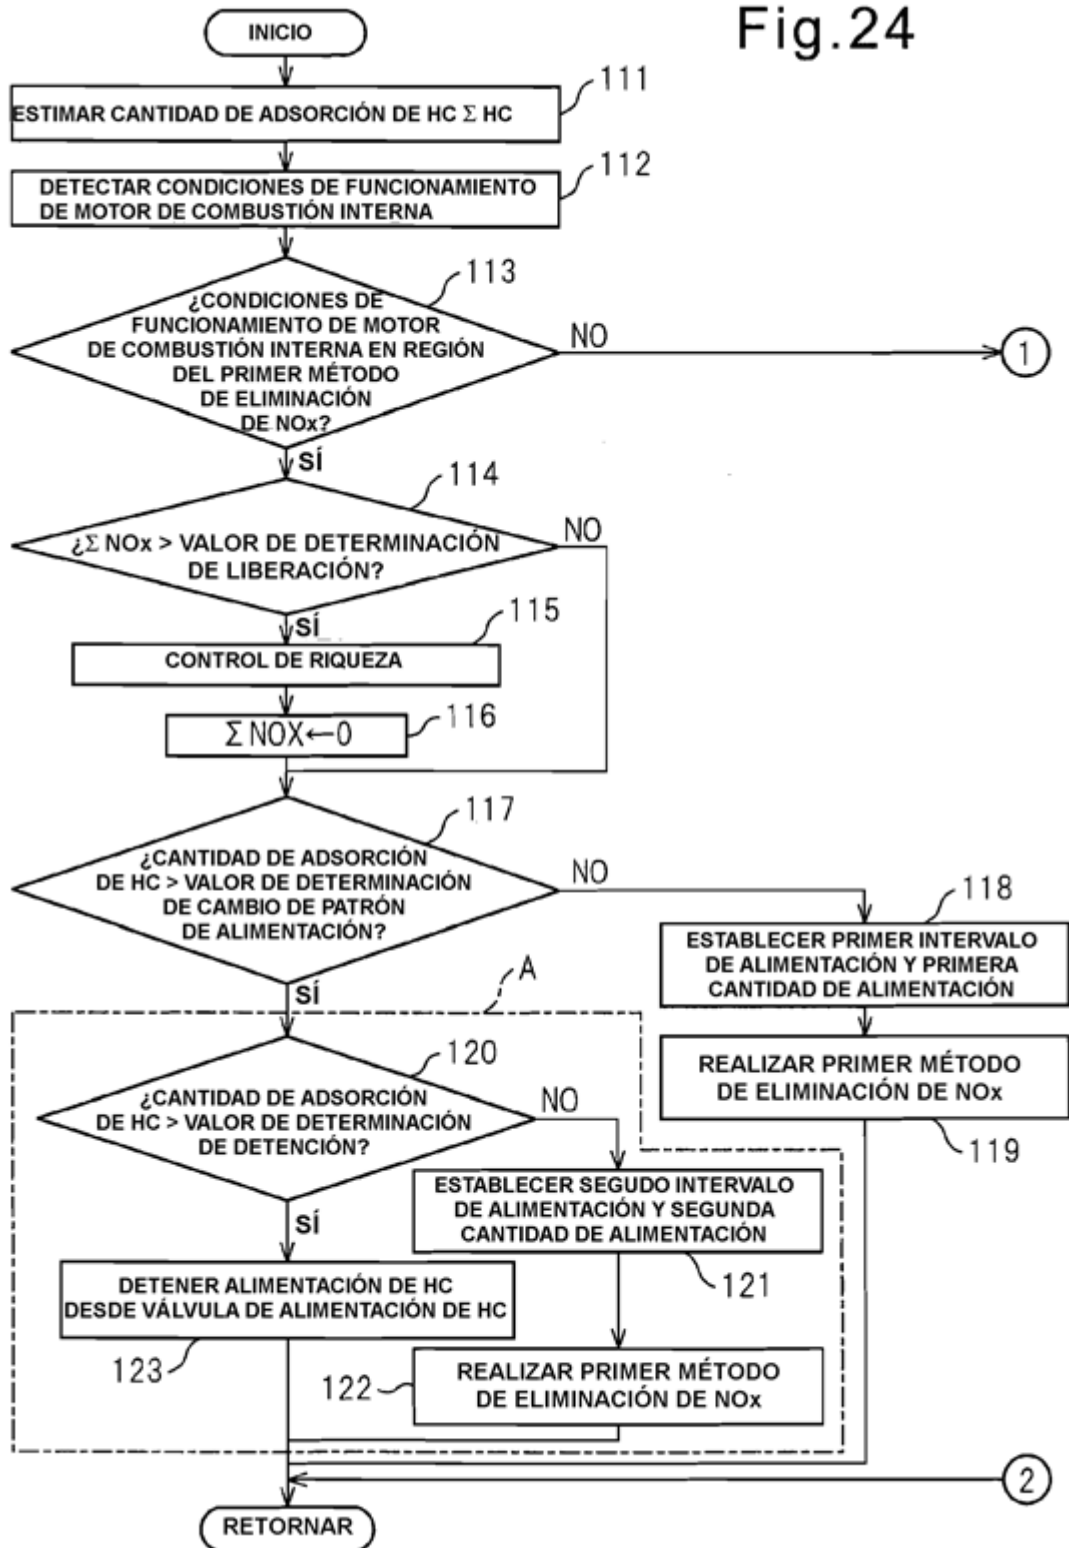 Fig.24
INICIO
111
ESTIMAR CANTIDAD DE ADSORCIÓN DE HC Σ HC
112
DETECTAR CONDICIONES DE FUNCIONAMIENTO
DE MOTOR DE COMBUSTIÓN INTERNA
113
¿CONDICIONES DE
FUNCIONAMIENTO DE MOTOR
DE COMBUSTIÓN INTERNA EN REGIÓN
DEL PRIMER MÉTODO
DE ELIMINACIÓN
DE NOx?
NO
1
SÍ
114
¿Σ NOx > VALOR DE DETERMINACIÓN
DE LIBERACIÓN?
NO
SÍ
115
CONTROL DE RIQUEZA
116
Σ NOX←0
117
¿CANTIDAD DE ADSORCIÓN
DE HC > VALOR DE DETERMINACIÓN
DE CAMBIO DE PATRÓN
DE ALIMENTACIÓN?
NO
118
ESTABLECER PRIMER INTERVALO
DE ALIMENTACIÓN Y PRIMERA
CANTIDAD DE ALIMENTACIÓN
SÍ
A
REALIZAR PRIMER MÉTODO
DE ELIMINACIÓN DE NOx
119
120
¿CANTIDAD DE ADSORCIÓN
DE HC > VALOR DE DETERMINACIÓN
DE DETENCIÓN?
NO
ESTABLECER SEGUDO INTERVALO
DE ALIMENTACIÓN Y SEGUNDA
CANTIDAD DE ALIMENTACIÓN
121
SÍ
DETENER ALIMENTACIÓN DE HC
DESDE VÁLVULA DE ALIMENTACIÓN DE HC
123
122
REALIZAR PRIMER MÉTODO
DE ELIMINACIÓN DE NOx
2
RETORNAR